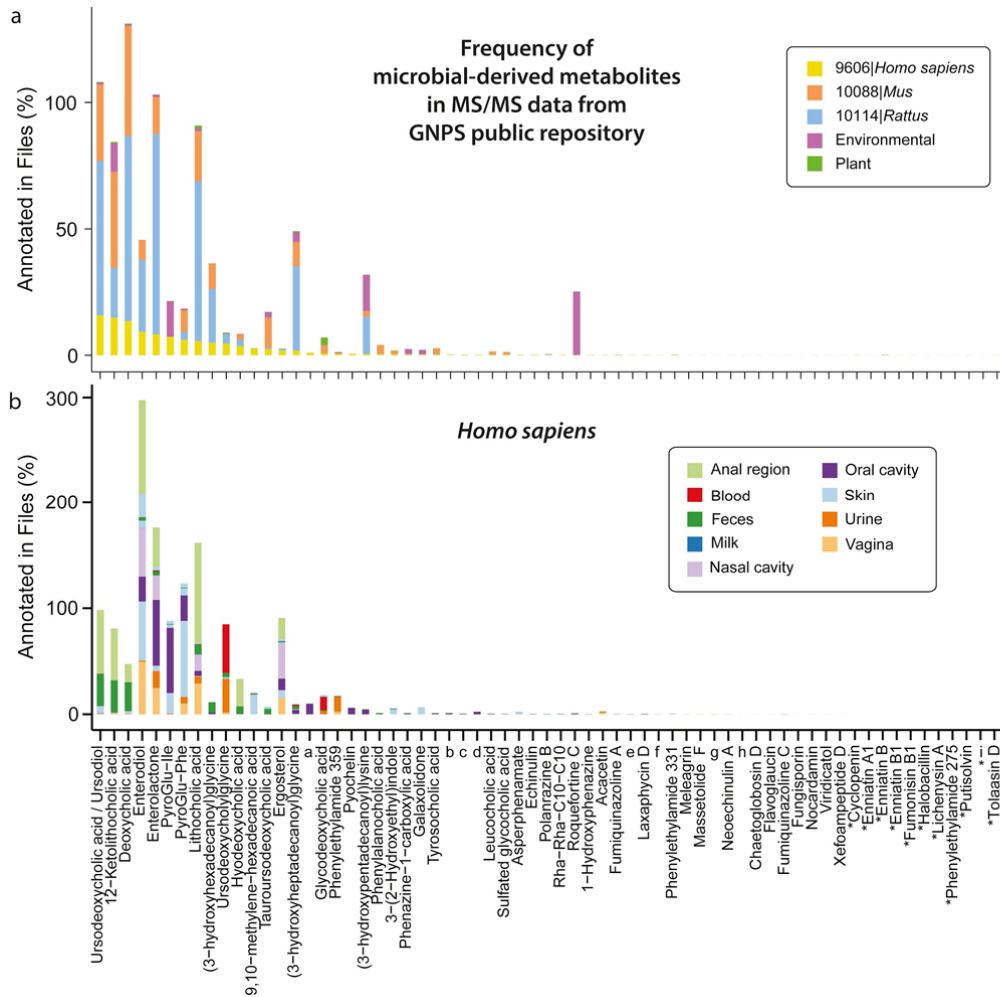 a
Frequency of
microbial-derived metabolites
in MS/MS data from
GNPS public repository
9606|Homo sapiens
10088|Mus
10114|Rattus
Environmental
Plant
Annotated in Files (%)
100
50
0
b
Homo sapiens
Anal region
Blood
Feces
Milk
Nasal cavity
Oral cavity
Skin
Urine
Vagina
Annotated in Files (%)
300
200
100
0
Ursodeoxycholic acid / Ursodiol
12−Ketolithocholic acid
Deoxycholic acid
Enterodiol
Enterolactone
PyroGlu−Ile
PyroGlu−Phe
Lithocholic acid
(3−hydroxyhexadecanoyl)glycine
Ursodeoxycholylglycine
Hyodeoxycholic acid
9,10−methylene−hexadecanoic acid
Tauroursodeoxycholic acid
Ergosterol
(3−hydroxyheptadecanoyl)glycine
a
Glycodeoxycholic acid
Phenylethylamide 359
Pyochelin
(3−hydroxypentadecanoyl)lysine
Phenylalanocholic acid
3−(2−Hydroxyethyl)indole
Phenazine−1−carboxylic acid
Galaxolidone
Tyrosocholic acid
b
c
d
Leucocholic acid
Sulfated glycocholic acid
Asperphenamate
Echinulin
Polanrazine B
Rha−Rha−C10−C10
Roquefortine C
1−Hydroxyphenazine
Acacetin
Fumiquinazoline A
e
Laxaphycin D
f
Phenylethylamide 331
Meleagrin
Massetolide F
g
Neoechinulin A
h
Chaetoglobosin D
Flavoglaucin
Fumiquinazoline C
Fungisporin
Nocardamin
Viridicatol
Xefoampeptide D
*Cyclopenin
*Enniatin A1
*Enniatin B
*Enniatin B1
*Fumonisin B1
*Halobacillin
*Lichenysin A
*Phenylethylamide 275
*Putisolvin
*i
*Tolaasin D